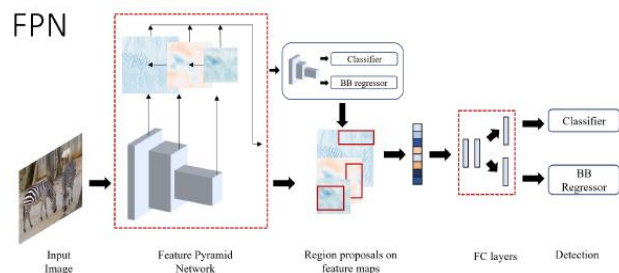 FPN
Classifier
BB regressor
Classifier
BB
Regressor
Input
Image
Feature Pyramid
Network
Region proposals on
feature maps
FC layers
Detection